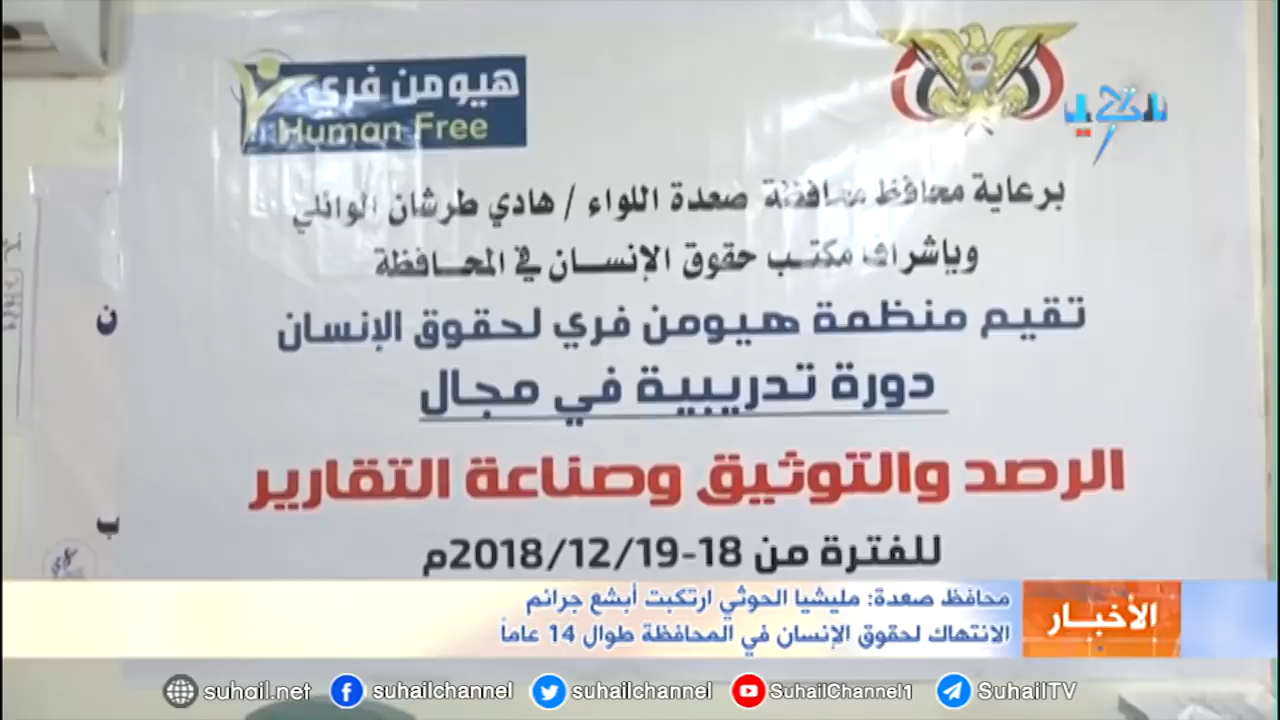 هيومن فري
Human Free
برعاية محافظ محافظة صعدة اللواء / هادي طرشان الوائلي
وبإشراف مكتب حقوق الإنسان في المحافظة
تقيم منظمة هيومن فري لحقوق الإنسان
دورة تدريبية في مجال
الرصد والتوثيق وصناعة التقارير
للفترة من 18-2018/12/19م
ن
ب
الأخبار
محافظ صعدة: مليشيا الحوثي ارتكبت أبشع جرائم
الانتهاك لحقوق الإنسان في المحافظة طوال 14 عاماً
suhail.net suhailchannel suhailchannel SuhailChannel1 SuhailTV